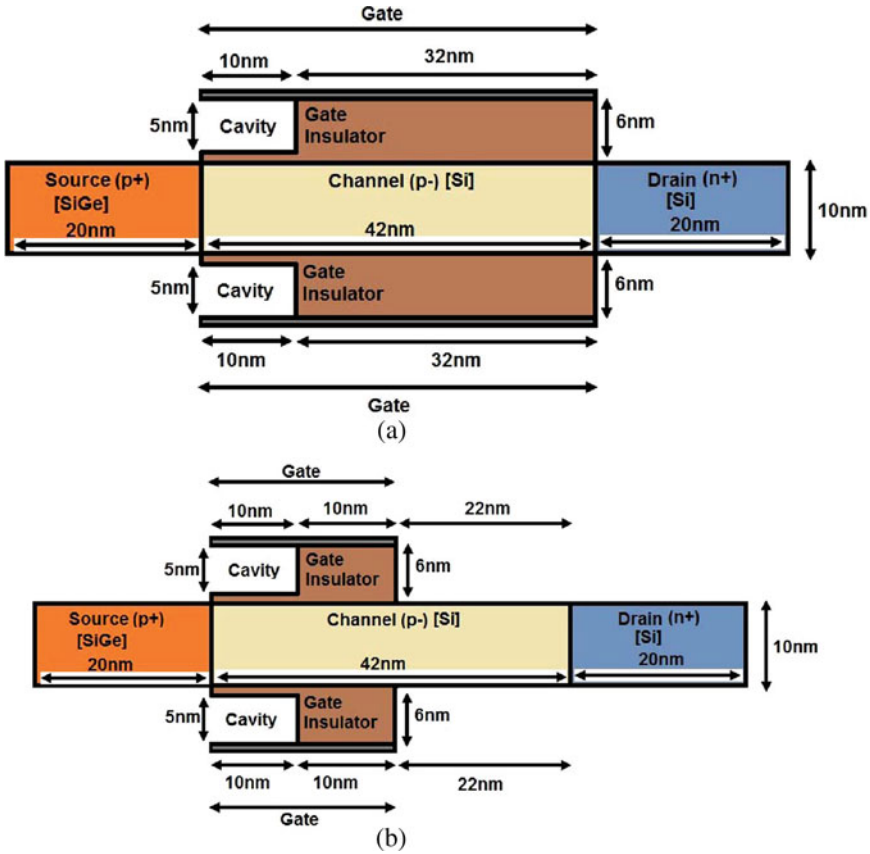 Gate
10nm
32nm
5nm
Cavity
Gate
Insulator
6nm
Source (p+)
[SiGe]
20nm
Channel (p-) [Si]
42nm
Drain (n+)
[Si]
20nm
10nm
5nm
Cavity
Gate
Insulator
6nm
10nm
32nm
Gate
(a)
Gate
10nm
10nm
22nm
5nm
Cavity
Gate
Insulator
6nm
Source (p+)
[SiGe]
20nm
Channel (p-) [Si]
42nm
Drain (n+)
[Si]
20nm
10nm
5nm
Cavity
Gate
Insulator
6nm
10nm
10nm
22nm
Gate
(b)